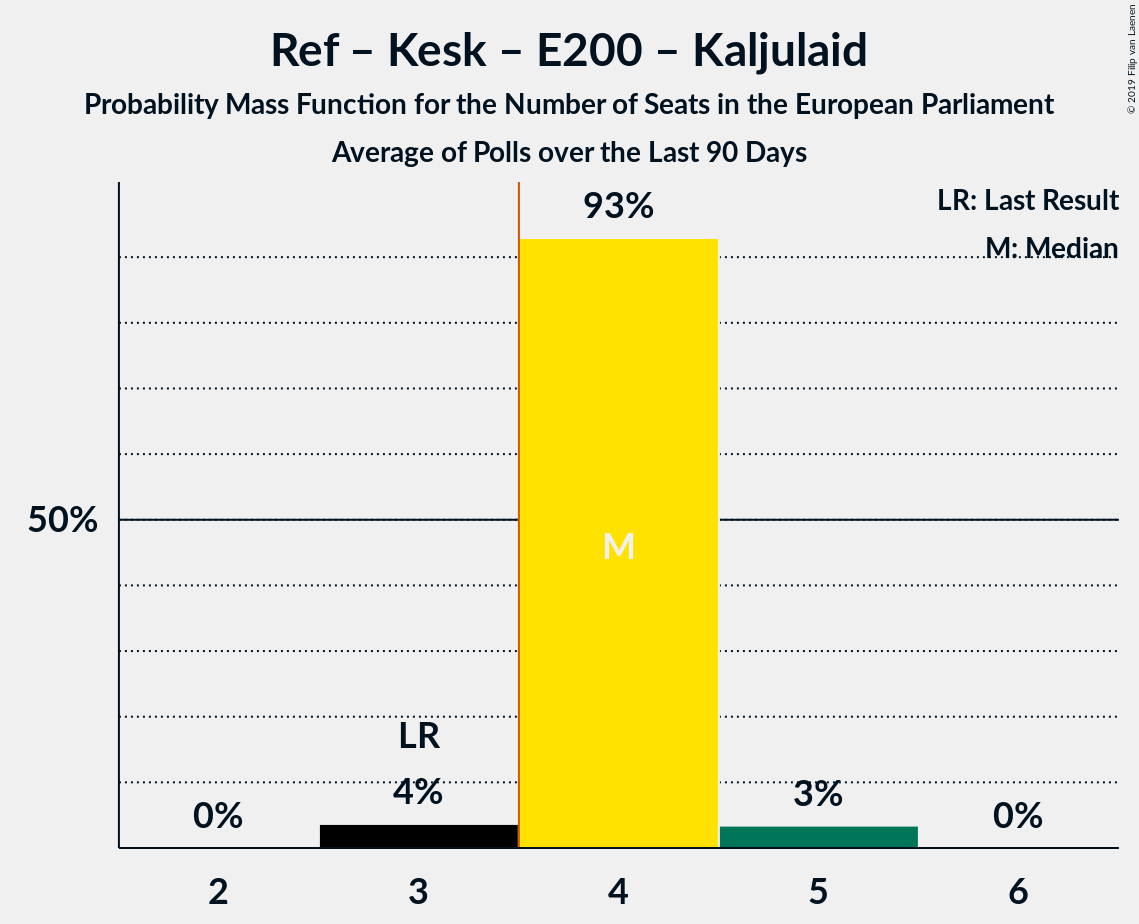 Ref – Kesk – E200 – Kaljulaid
Probability Mass Function for the Number of Seats in the European Parliament
Average of Polls over the Last 90 Days
© 2019 Filip van Laenen
LR: Last Result
M: Median
93%
50%
M
LR
0%
4%
3%
0%
2
3
4
5
6